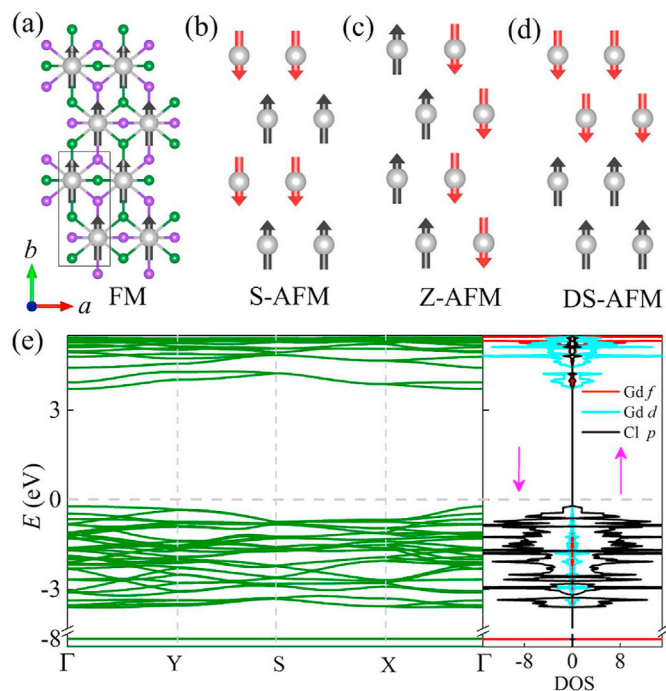 (a)
(b)
(c)
(d)
b
a
FM
S-AFM
Z-AFM
DS-AFM
(e)
E (eV)
3
0
-3
-8
Γ
Y
S
X
Γ
Gd f
Gd d
Cl p
-8
0
8
DOS